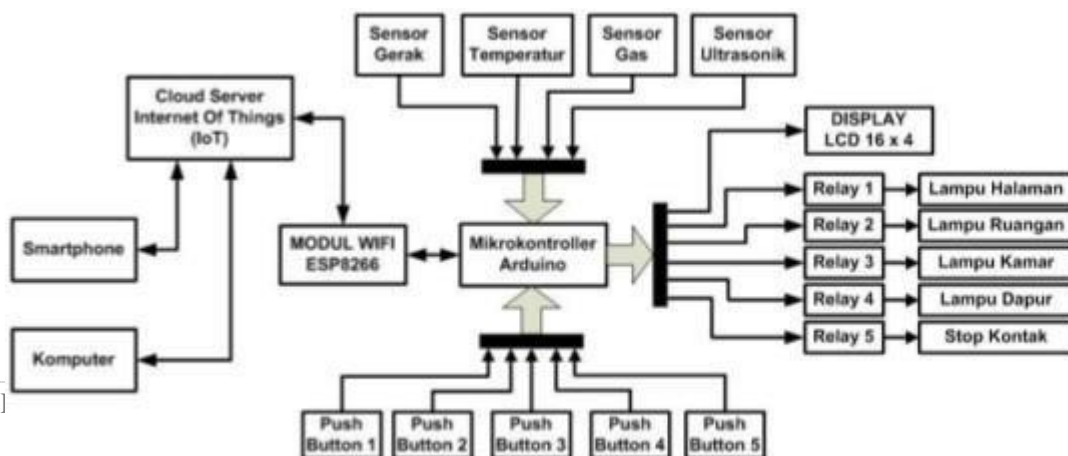 Sensor
Gerak
Sensor
Temperatur
Sensor
Gas
Sensor
Ultrasonik
Cloud Server
Internet Of Things
(IoT)
DISPLAY
LCD 16 x 4
Relay 1
Lampu Halaman
Relay 2
Lampu Ruangan
Relay 3
Lampu Kamar
Relay 4
Lampu Dapur
Relay 5
Stop Kontak
Smartphone
MODUL WIFI
ESP8266
Mikrokontroller
Arduino
Komputer
]
Push
Button 1
Push
Button 2
Push
Button 3
Push
Button 4
Push
Button 5